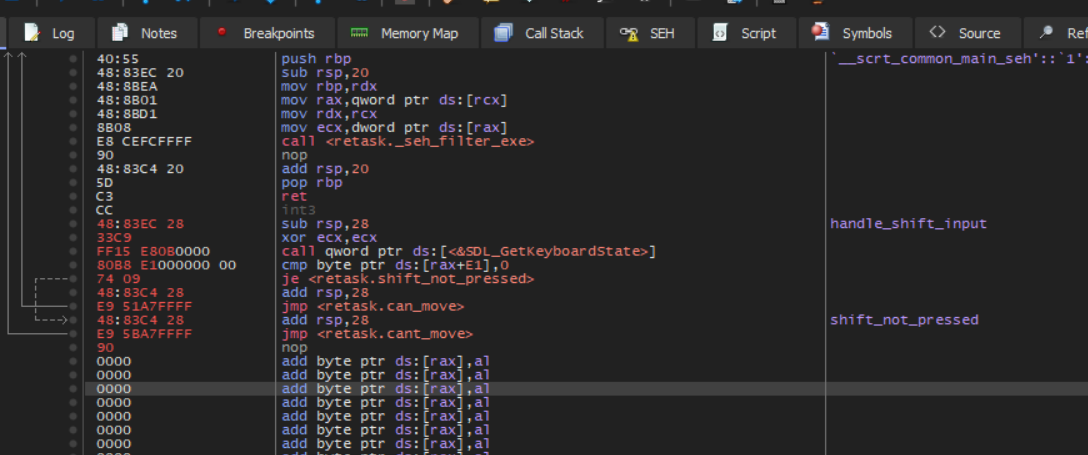 Log Notes Breakpoints Memory Map Call Stack SEH Script Symbols Source
40:55 push rbp `__scrt_common_main_seh'::`1':
48:83EC 20 sub rsp,20
48:8BEA mov rbp,rdx
48:8B01 mov rax,qword ptr ds:[rcx]
48:8BD1 mov rdx,rcx
8B08 mov ecx,dword ptr ds:[rax]
E8 CEFCFFFF call <retask._seh_filter_exe>
90 nop
48:83C4 20 add rsp,20
5D pop rbp
C3 ret
CC int3
48:83EC 28 sub rsp,28 handle_shift_input
33C9 xor ecx,ecx
FF15 E80B0000 call qword ptr ds:[<&SDL_GetKeyboardState>]
80B8 E1000000 00 cmp byte ptr ds:[rax+E1],0
74 09 je <retask.shift_not_pressed>
48:83C4 28 add rsp,28
E9 51A7FFFF jmp <retask.can_move>
48:83C4 28 add rsp,28 shift_not_pressed
E9 5BA7FFFF jmp <retask.cant_move>
90 nop
0000 add byte ptr ds:[rax],al
0000 add byte ptr ds:[rax],al
0000 add byte ptr ds:[rax],al
0000 add byte ptr ds:[rax],al
0000 add byte ptr ds:[rax],al
0000 add byte ptr ds:[rax],al
0000 add byte ptr ds:[rax],al